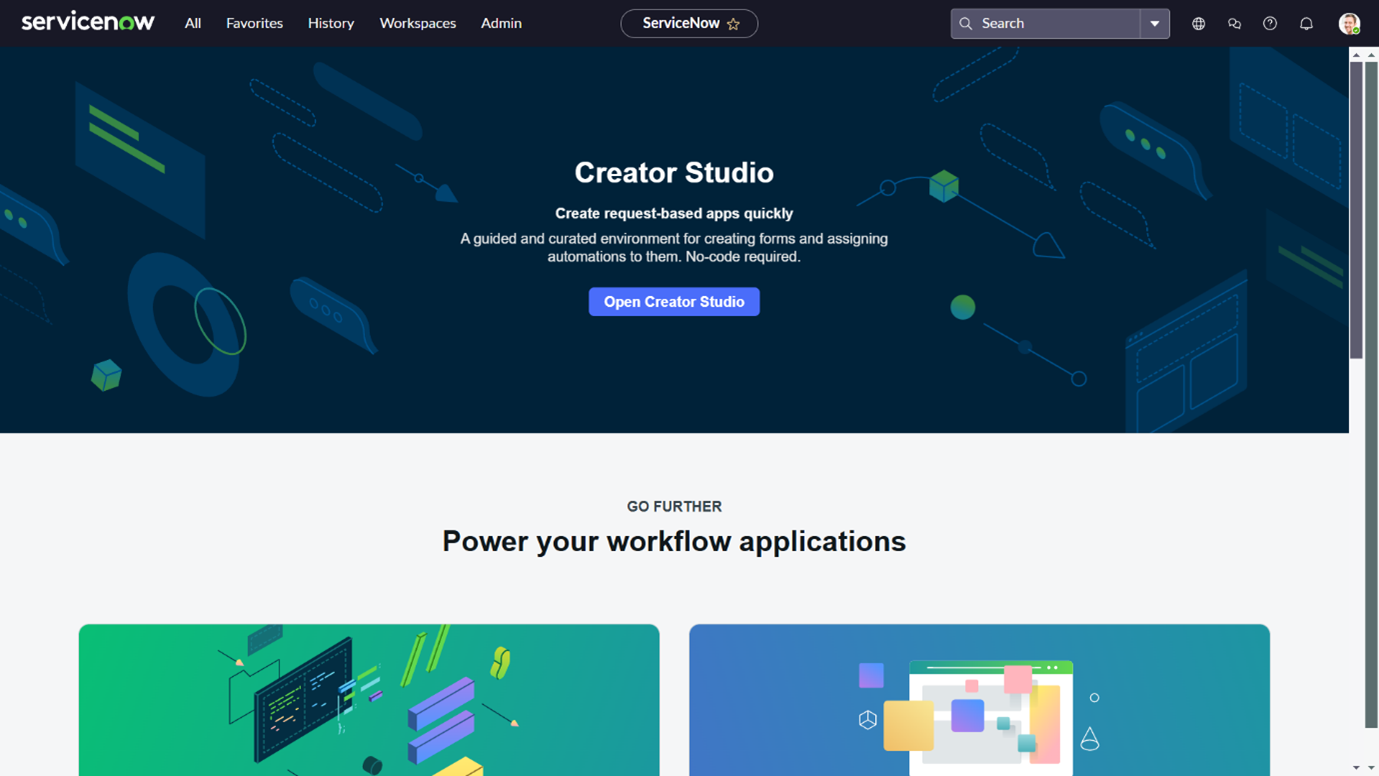 servicenow All Favorites History Workspaces Admin ServiceNow Search
Creator Studio
Create request-based apps quickly
A guided and curated environment for creating forms and assigning
automations to them. No-code required.
Open Creator Studio
GO FURTHER
Power your workflow applications